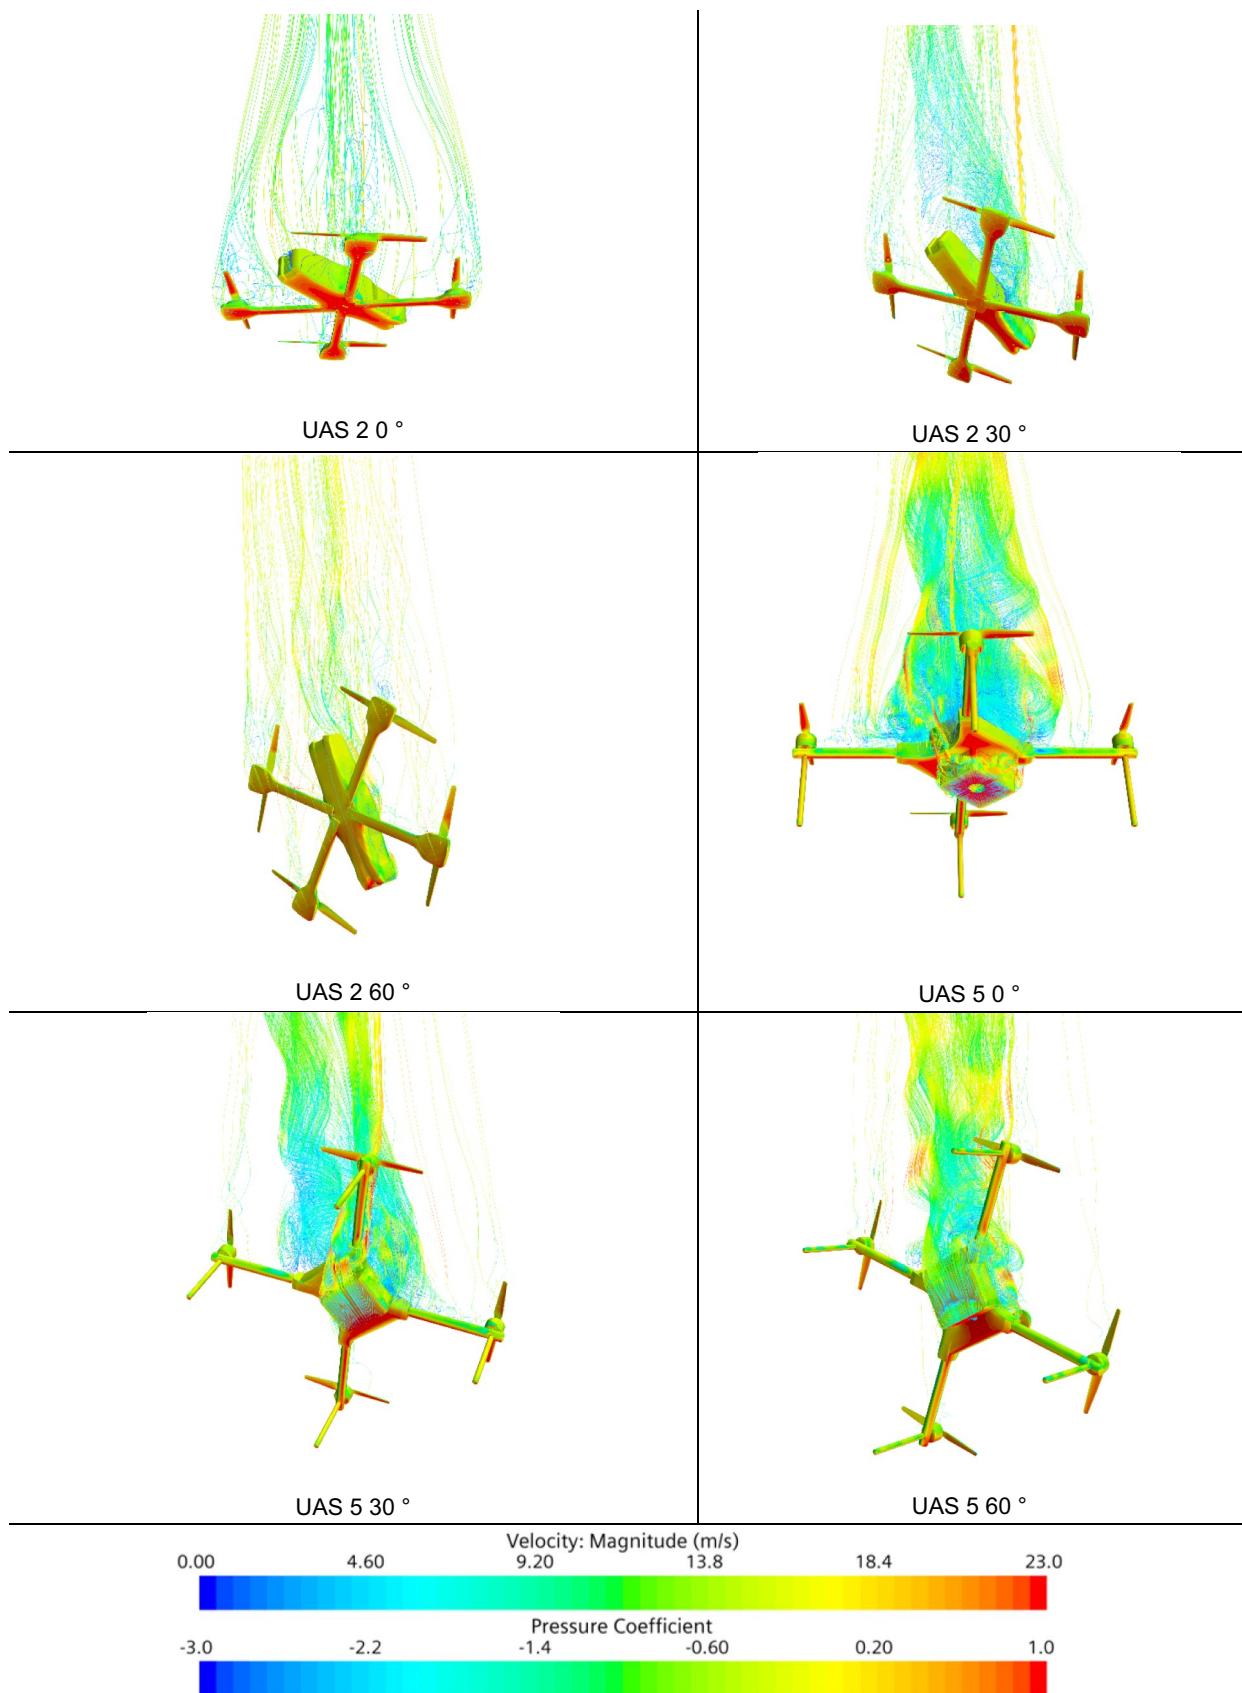 UAS 2 0 °
UAS 2 30 °
UAS 2 60 °
UAS 5 0 °
UAS 5 30 °
UAS 5 60 °
Velocity: Magnitude (m/s)
0.00 4.60 9.20 13.8 18.4 23.0
Pressure Coefficient
-3.0 -2.2 -1.4 -0.60 0.20 1.0